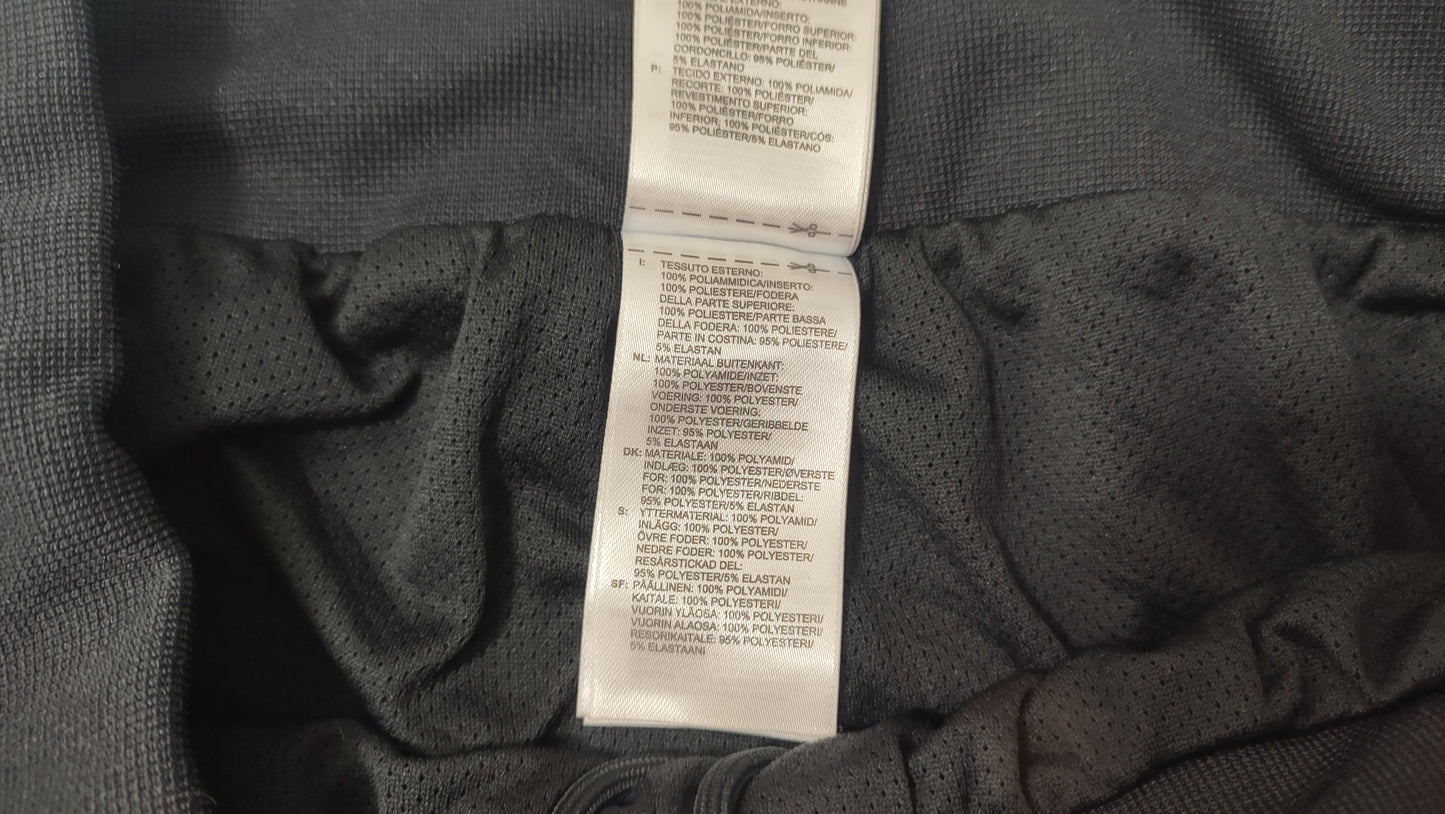 100% POLIAMIDA/INSERTO:
100% POLIÉSTER/FORRO SUPERIOR:
100% POLIÉSTER/FORRO INFERIOR:
100% POLIÉSTER/PARTE DEL
CORDONCILLO: 95% POLIÉSTER/
5% ELASTANO
P: TECIDO EXTERNO: 100% POLIAMIDA/
RECORTE: 100% POLIÉSTER/
REVESTIMENTO SUPERIOR:
100% POLIÉSTER/FORRO
INFERIOR: 100% POLIÉSTER/CÓS:
95% POLIÉSTER/5% ELASTANO
I: TESSUTO ESTERNO:
100% POLIAMMIDICA/INSERTO:
100% POLIESTERE/FODERA
DELLA PARTE SUPERIORE:
100% POLIESTERE/PARTE BASSA
DELLA FODERA: 100% POLIESTERE/
PARTE IN COSTINA: 95% POLIESTERE/
5% ELASTAN
NL: MATERIAAL BUITENKANT:
100% POLYAMIDE/INZET:
100% POLYESTER/BOVENSTE
VOERING: 100% POLYESTER/
ONDERSTE VOERING:
100% POLYESTER/GERIBBELDE
INZET: 95% POLYESTER/
5% ELASTAAN
DK: MATERIALE: 100% POLYAMID/
INDLÆG: 100% POLYESTER/ØVERSTE
FOR: 100% POLYESTER/NEDERSTE
FOR: 100% POLYESTER/RIBDEL:
95% POLYESTER/5% ELASTAN
S: YTTERMATERIAL: 100% POLYAMID/
INLÄGG: 100% POLYESTER/
ÖVRE FODER: 100% POLYESTER/
NEDRE FODER: 100% POLYESTER/
RESÅRSTICKAD DEL:
95% POLYESTER/5% ELASTAN
SF: PÄÄLLINEN: 100% POLYAMIDI/
KAITALE: 100% POLYESTERI/
VUORIN YLÄOSA: 100% POLYESTERI/
VUORIN ALAOSA: 100% POLYESTERI/
RESORIKAITALE: 95% POLYESTERI/
5% ELASTAANI